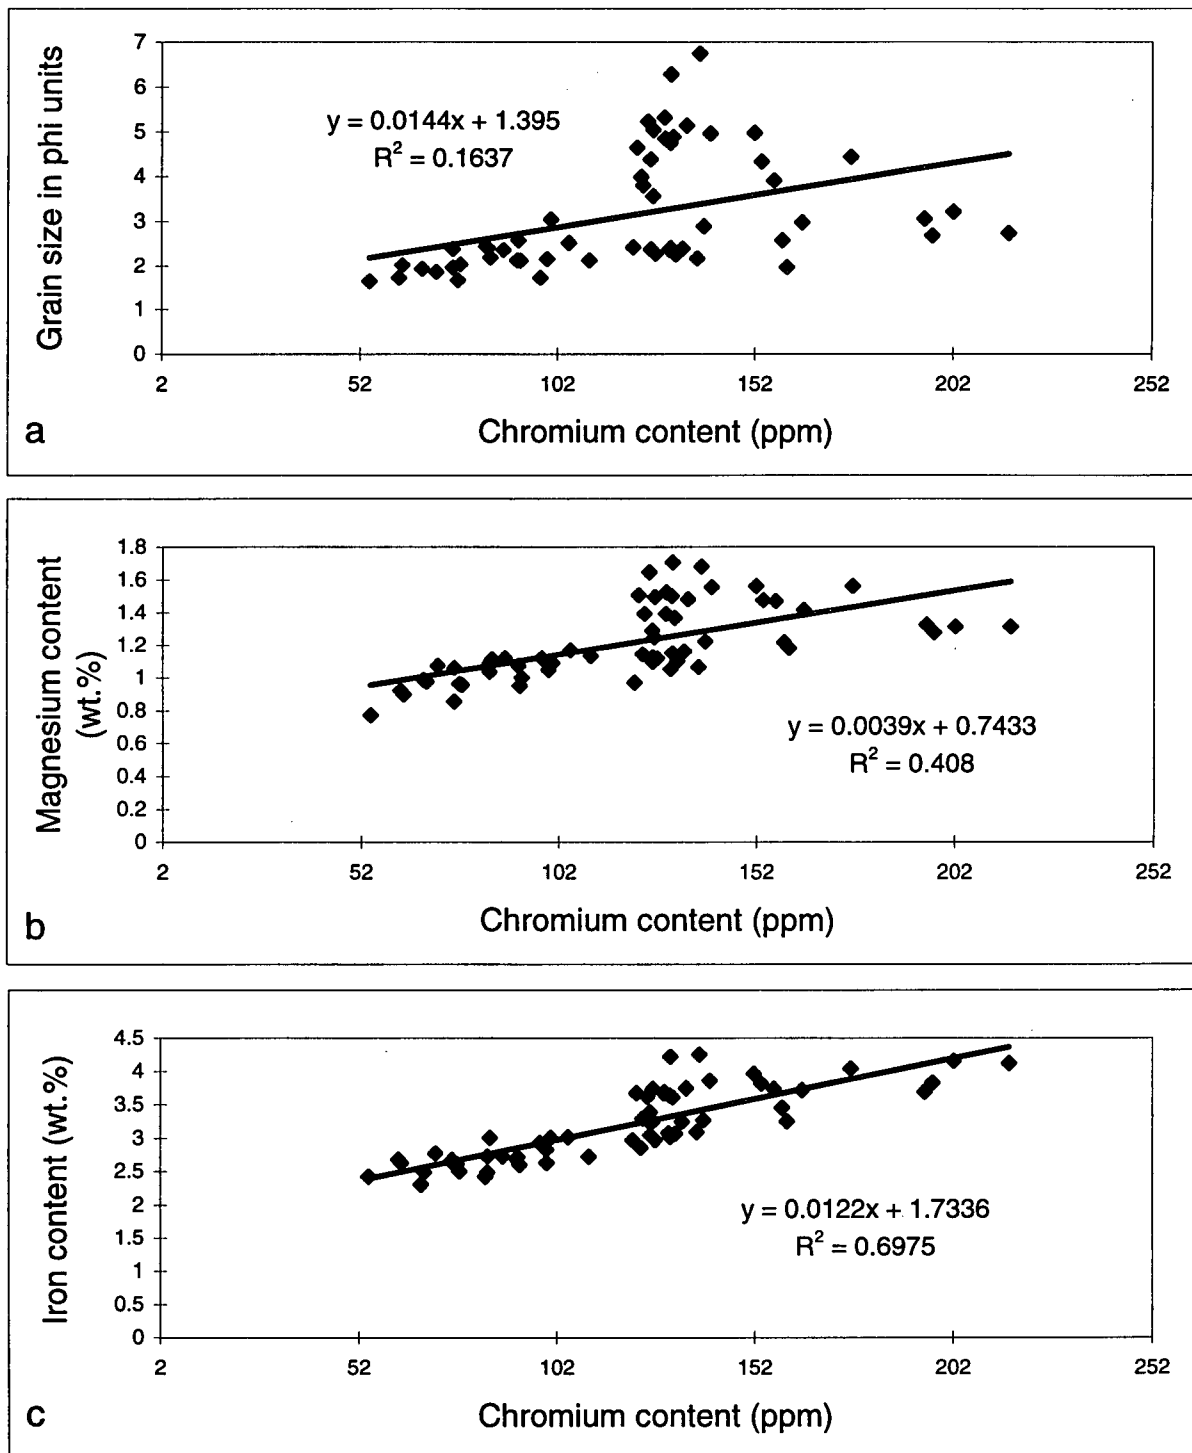 7
6
5
4
3
2
1
0
Grain size in phi units
y = 0.0144x + 1.395
R² = 0.1637
2 52 102 152 202 252
Chromium content (ppm)
a
1.8
1.6
1.4
1.2
1
0.8
0.6
0.4
0.2
0
Magnesium content
(wt.%)
y = 0.0039x + 0.7433
R² = 0.408
2 52 102 152 202 252
Chromium content (ppm)
b
4.5
4
3.5
3
2.5
2
1.5
1
0.5
0
Iron content (wt.%)
y = 0.0122x + 1.7336
R² = 0.6975
2 52 102 152 202 252
Chromium content (ppm)
c